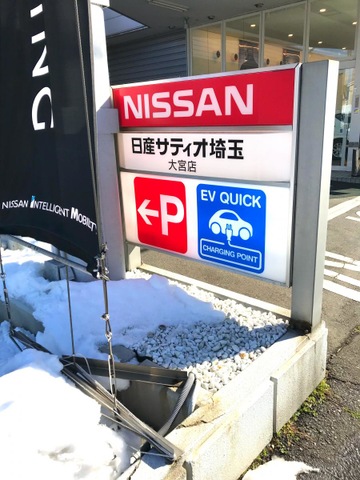 NISSAN
日産サティオ埼玉
大宮店
←P
EV QUICK
CHARGING POINT
ING
NISSAN INTELLIGENT MOBILITY